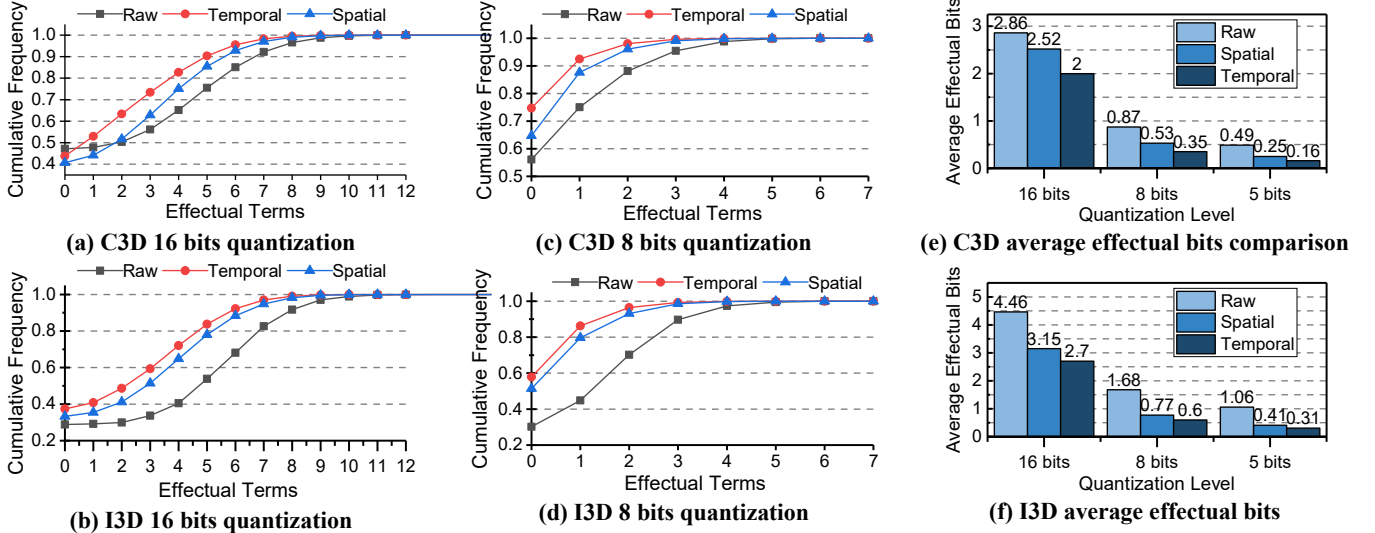 Raw Temporal Spatial
Cumulative Frequency
1.0
0.9
0.8
0.7
0.6
0.5
0.4
0 1 2 3 4 5 6 7 8 9 10 11 12
Effectual Terms
(a) C3D 16 bits quantization
Raw Temporal Spatial
Cumulative Frequency
1.0
0.9
0.8
0.7
0.6
0.5
0 1 2 3 4 5 6 7
Effectual Terms
(c) C3D 8 bits quantization
Average Effectual Bits
3
2
1
0
Raw
Spatial
Temporal
2.86
2.52
2
0.87
0.53
0.35
0.49
0.25
0.16
16 bits 8 bits 5 bits
Quantization Level
(e) C3D average effectual bits comparison
Raw Temporal Spatial
Cumulative Frequency
1.0
0.8
0.6
0.4
0.2
0 1 2 3 4 5 6 7 8 9 10 11 12
Effectual Terms
(b) I3D 16 bits quantization
Raw Temporal Spatial
Cumulative Frequency
1.0
0.8
0.6
0.4
0.2
0 1 2 3 4 5 6 7
Effectual Terms
(d) I3D 8 bits quantization
Average Effectual Bits
5
4
3
2
1
0
Raw
Spatial
Temporal
4.46
3.15
2.7
1.68
0.77
0.6
1.06
0.41
0.31
16 bits 8 bits 5 bits
Quantization Level
(f) I3D average effectual bits